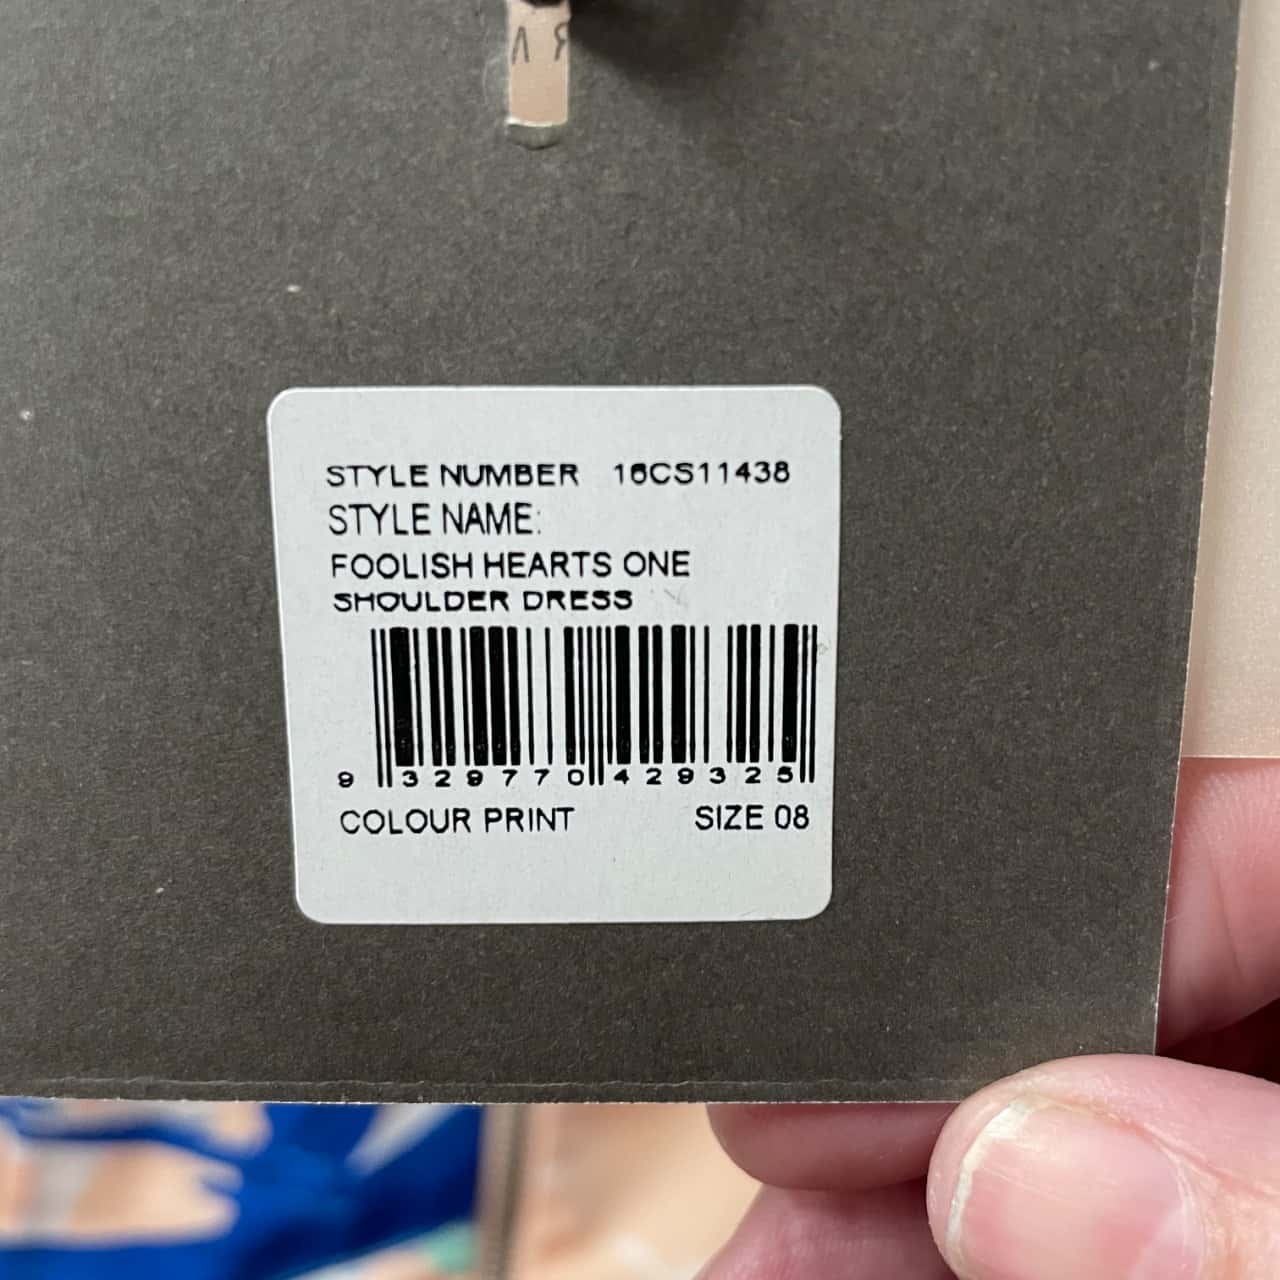 STYLE NUMBER 16CS11438
STYLE NAME:
FOOLISH HEARTS ONE
SHOULDER DRESS
9 329770 429325
COLOUR PRINT SIZE 08